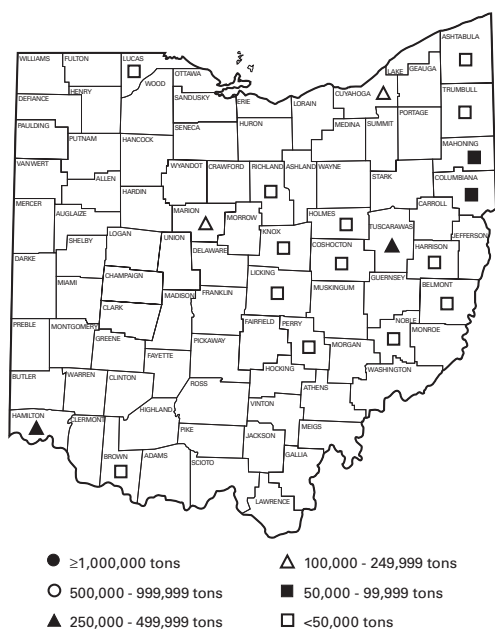 ASHTABULA
WILLIAMS FULTON LUCAS
OTTAWA
LAKE GEAUGA
WOOD
CUYAHOGA
TRUMBULL
HENRY
DEFIANCE
SANDUSKY
ERIE
LORAIN
PORTAGE
PAULDING
SENECA
HURON
MEDINA SUMMIT
PUTNAM
HANCOCK
MAHONING
VAN WERT
WYANDOT CRAWFORD RICHLAND ASHLAND WAYNE
STARK
COLUMBIANA
ALLEN
HARDIN
CARROLL
MERCER
AUGLAIZE
MARION
MORROW
HOLMES
TUSCARAWAS
JEFFERSON
LOGAN
UNION
KNOX
SHELBY
DELAWARE
COSHOCTON
HARRISON
DARKE
CHAMPAIGN
LICKING
GUERNSEY
BELMONT
MIAMI
MADISON
FRANKLIN
MUSKINGUM
CLARK
PREBLE
MONTGOMERY
FAIRFIELD
PERRY
NOBLE
MONROE
GREENE
PICKAWAY
MORGAN
FAYETTE
HOCKING
WASHINGTON
BUTLER
WARREN
CLINTON
ROSS
ATHENS
HIGHLAND
VINTON
HAMILTON
CLERMONT
PIKE
MEIGS
JACKSON
BROWN
ADAMS
SCIOTO
GALLIA
LAWRENCE
≥1,000,000 tons
100,000 - 249,999 tons
500,000 - 999,999 tons
50,000 - 99,999 tons
250,000 - 499,999 tons
<50,000 tons